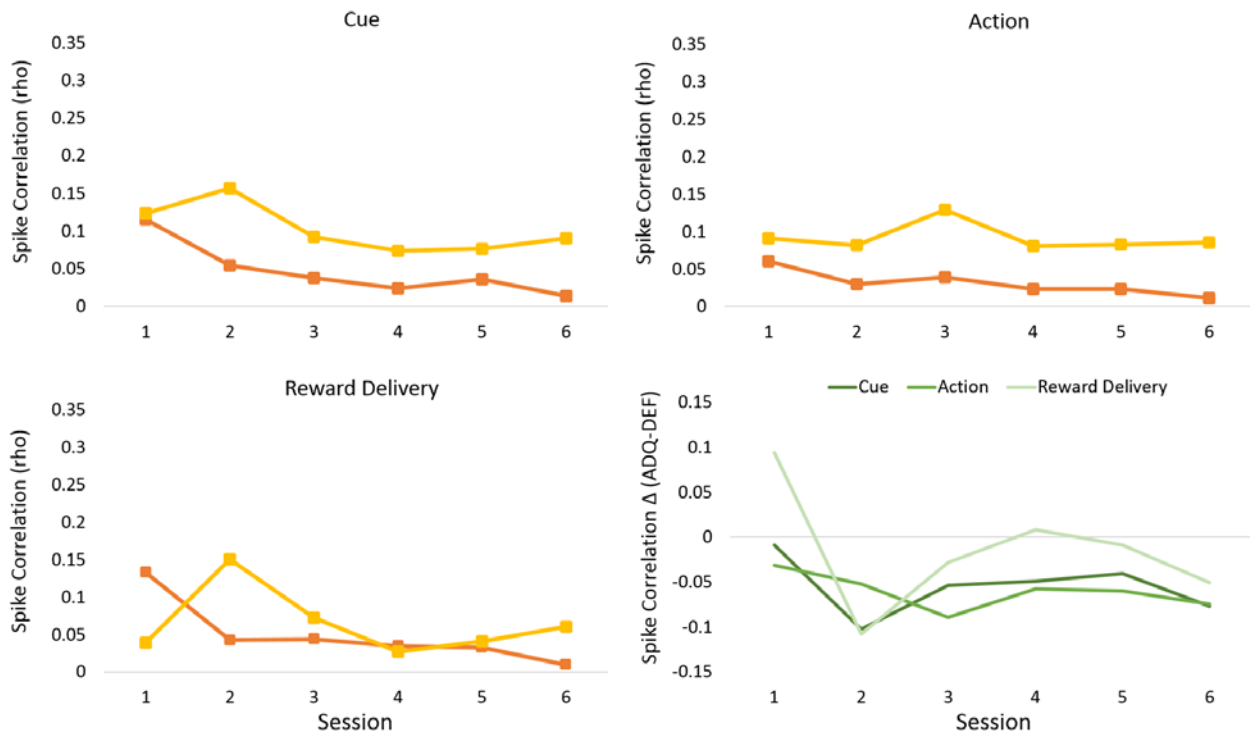 Cue
Spike Correlation (rho)
0.35
0.3
0.25
0.2
0.15
0.1
0.05
0
1 2 3 4 5 6
Action
Spike Correlation (rho)
0.35
0.3
0.25
0.2
0.15
0.1
0.05
0
1 2 3 4 5 6
Reward Delivery
Spike Correlation (rho)
0.35
0.3
0.25
0.2
0.15
0.1
0.05
0
1 2 3 4 5 6
Session
Cue Action Reward Delivery
Spike Correlation Δ (ADQ-DEF)
0.15
0.1
0.05
0
-0.05
-0.1
-0.15
1 2 3 4 5 6
Session